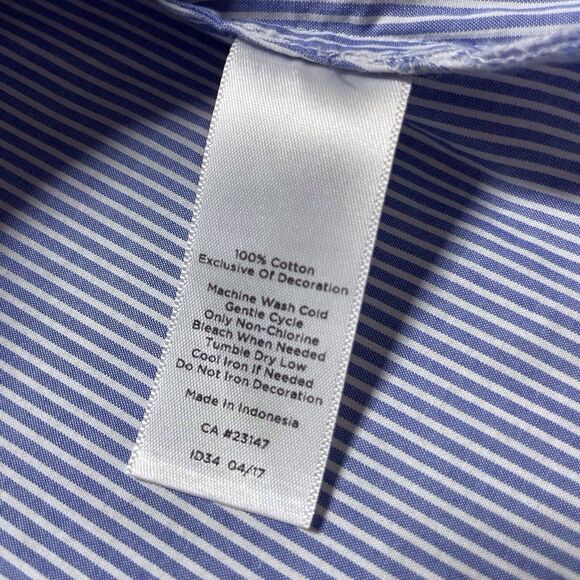 100% Cotton
Exclusive Of Decoration
Machine Wash Cold
Gentle Cycle
Only Non-Chlorine
Bleach When Needed
Tumble Dry Low
Cool Iron If Needed
Do Not Iron Decoration
Made In Indonesia
CA #23147
ID34 04/17